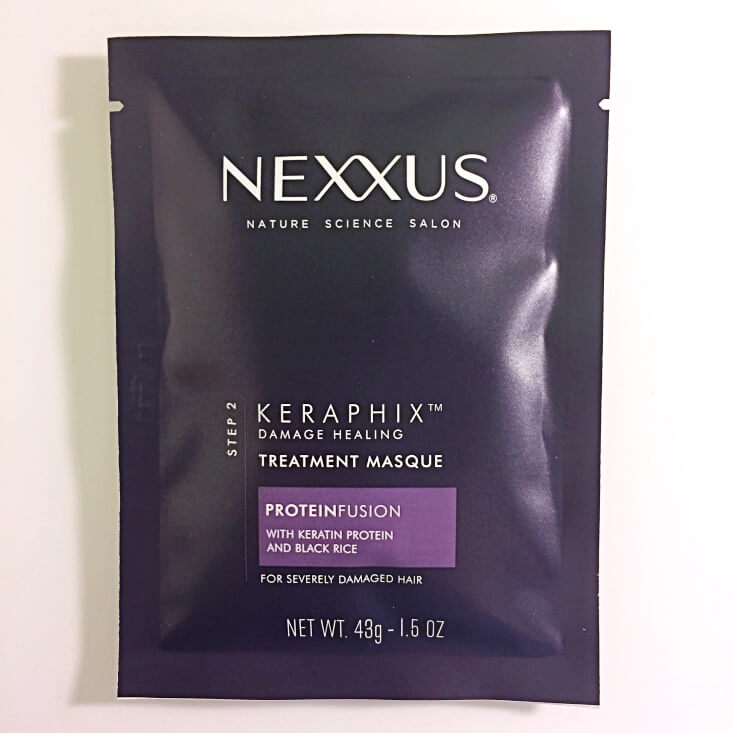 NEXXUS®
NATURE SCIENCE SALON
STEP 2
KERAPHIX™
DAMAGE HEALING
TREATMENT MASQUE
PROTEINFUSION
WITH KERATIN PROTEIN
AND BLACK RICE
FOR SEVERELY DAMAGED HAIR
NET WT. 43g - 1.5 OZ